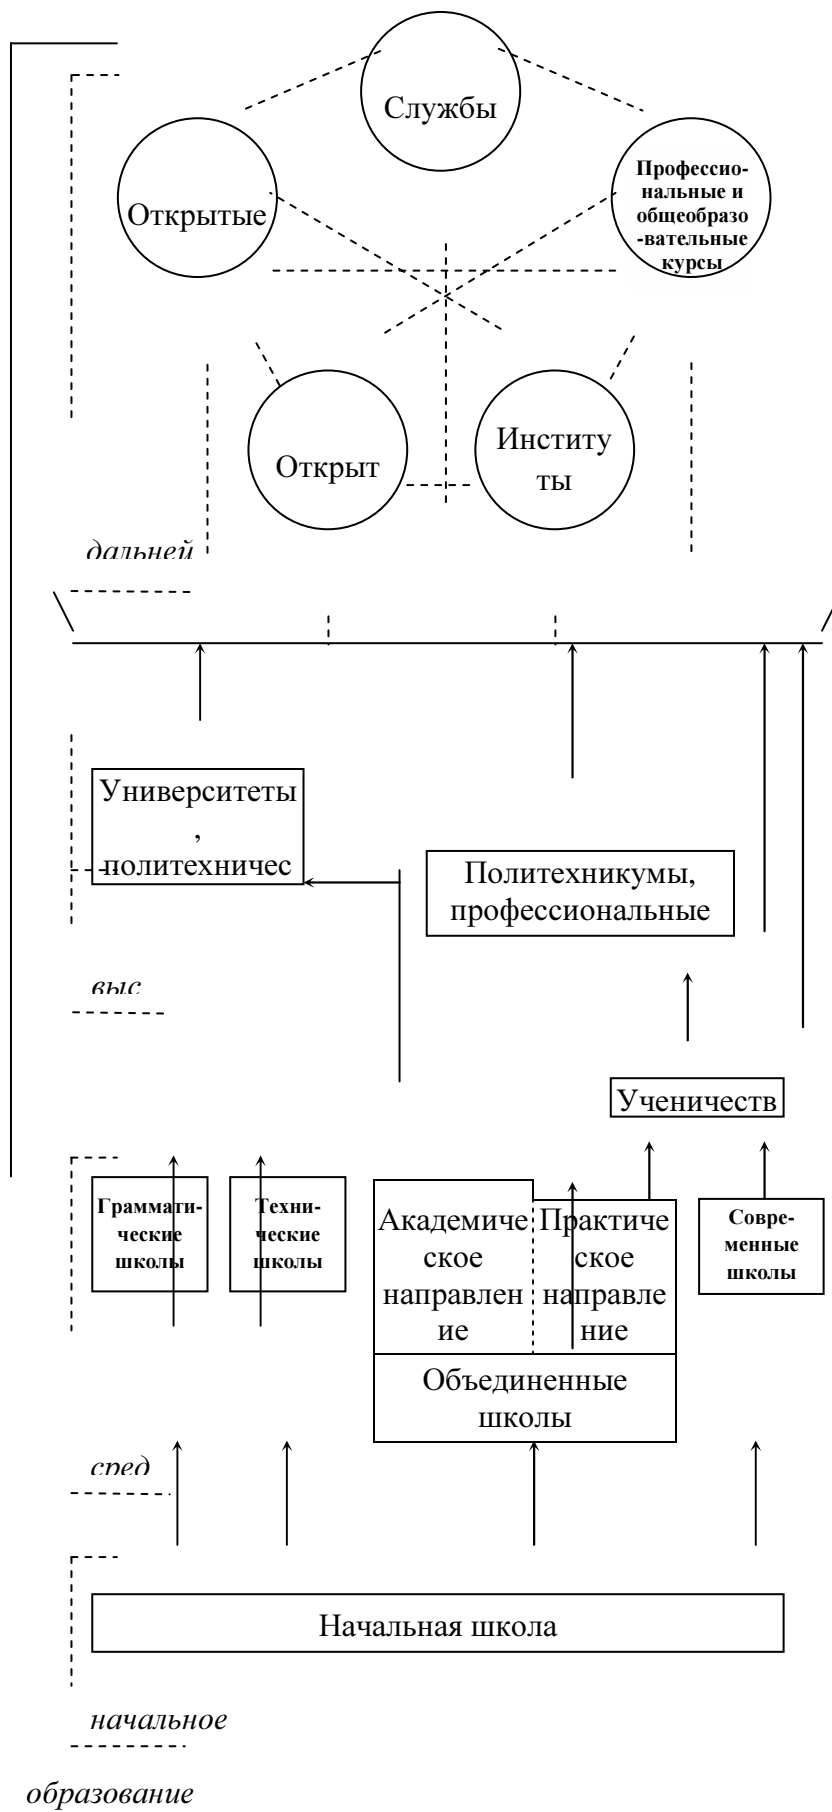 Службы
Открытые
Профессио-
нальные и
общеобразо
-вательные
курсы
Открыт
Институ
ты
дальней
Университеты
,
политехничес
Политехникумы,
профессиональные
выс
Ученичеств
Граммати-
ческие
школы
Техни-
ческие
школы
Академиче
ское
направлен
ие
Практиче
ское
направле
ние
Совре-
менные
школы
Объединенные
школы
сред
Начальная школа
начальное
образование